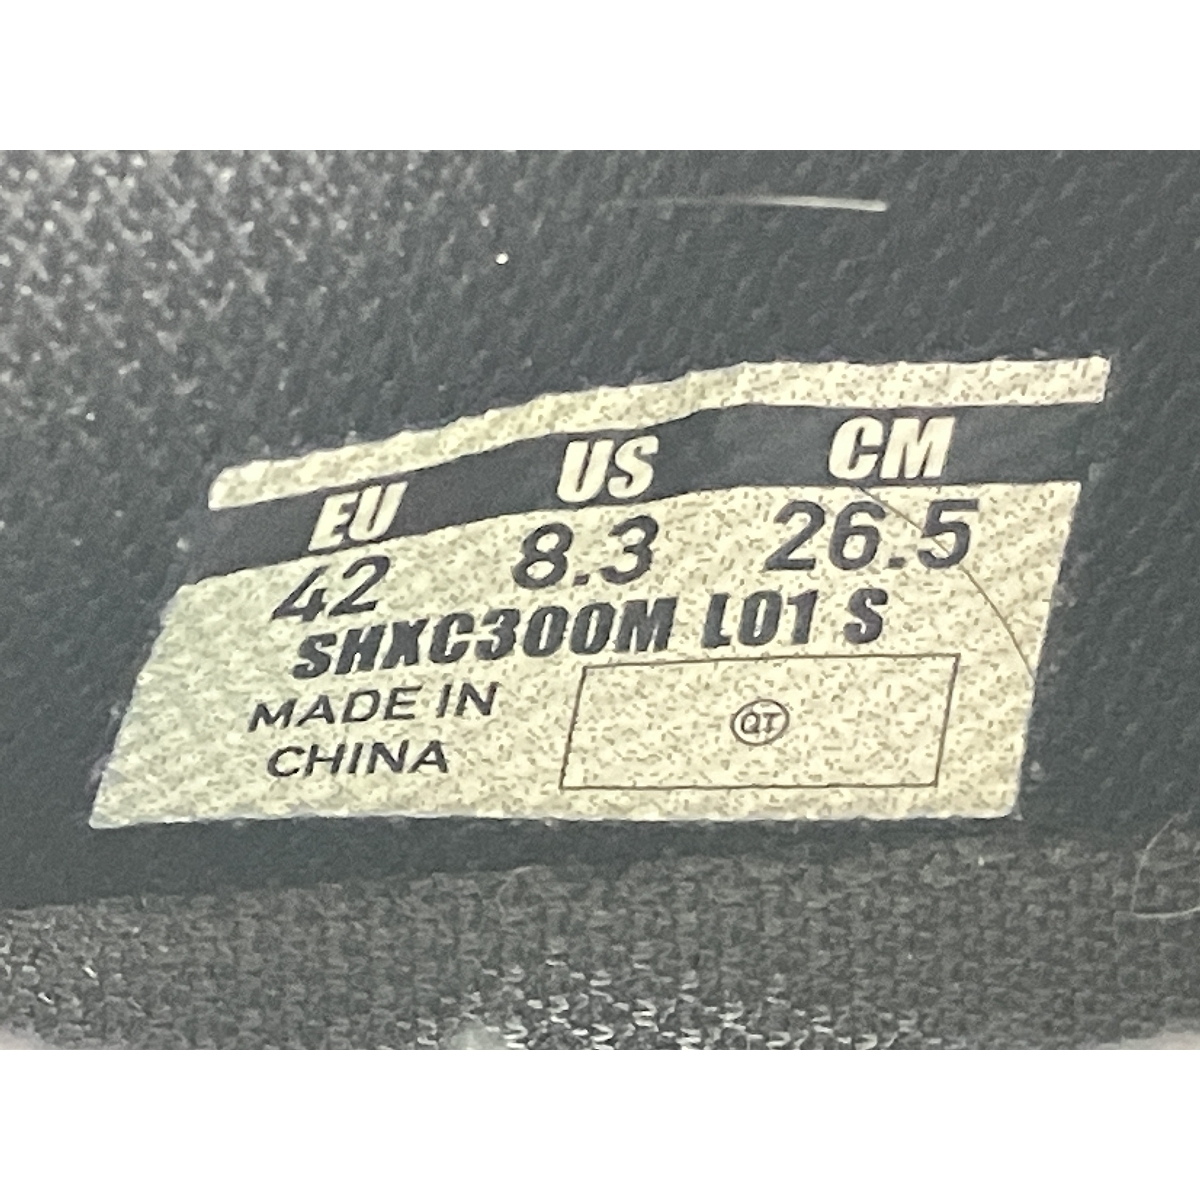 EU US CM
42 8.3 26.5
SHXC300M L01 S
MADE IN
CHINA
QT